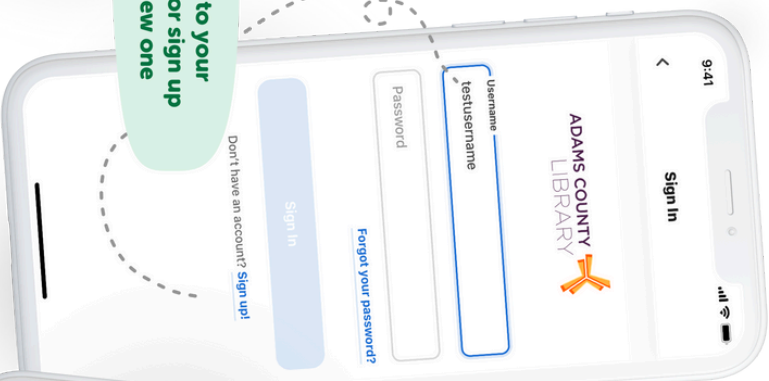 to your
or sign up
ew one
9:41
Sign In
ADAMS COUNTY
LIBRARY
Username
testusername
Password
Forgot your password?
Sign In
Don't have an account? Sign up!